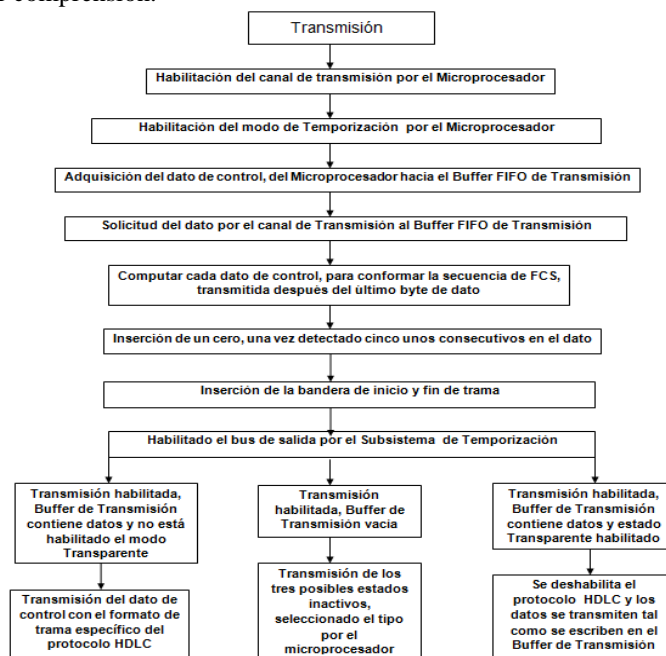 comprensión.
Transmisión
Habilitación del canal de transmisión por el Microprocesador
Habilitación del modo de Temporización por el Microprocesador
Adquisición del dato de control, del Microprocesador hacia el Buffer FIFO de Transmisión
Solicitud del dato por el canal de Transmisión al Buffer FIFO de Transmisión
Computar cada dato de control, para conformar la secuencia de FCS,
transmitida después del último byte de dato
Inserción de un cero, una vez detectado cinco unos consecutivos en el dato
Inserción de la bandera de inicio y fin de trama
Habilitado el bus de salida por el Subsistema de Temporización
Transmisión habilitada,
Buffer de Transmisión
contiene datos y no está
habilitado el modo
Transparente
Transmisión
habilitada, Buffer de
Transmisión vacia
Transmisión habilitada,
Buffer de Transmisión
contiene datos y estado
Transparente habilitado
Transmisión del dato de
control con el formato de
trama específico del
protocolo HDLC
Transmisión de los
tres posibles estados
inactivos,
seleccionado el tipo
por el
microprocesador
Se deshabilita el
protocolo HDLC y los
datos se transmiten tal
como se escriben en el
Buffer de Transmisión